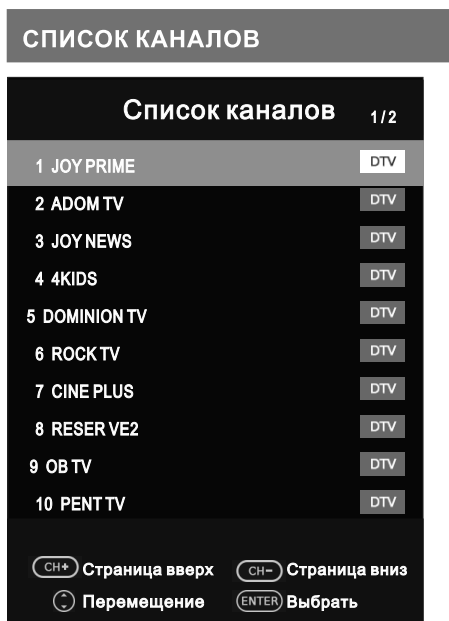 СПИСОК КАНАЛОВ
Список каналов 1/2
1 JOY PRIME DTV
2 ADOM TV DTV
3 JOY NEWS DTV
4 4KIDS DTV
5 DOMINION TV DTV
6 ROCK TV DTV
7 CINE PLUS DTV
8 RESER VE2 DTV
9 OB TV DTV
10 PENT TV DTV
CH+ Страница вверх CH- Страница вниз
Перемещение ENTER Выбрать